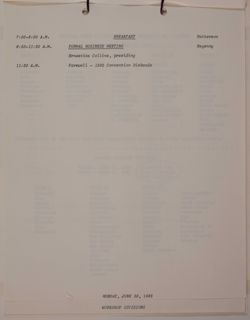 7:00-8:00 A.M. BREAKFAST Ballroom
8:00-11:00 A.M. FORMAL BUSINESS MEETING Regency
Ernestine Collins, presiding
11:00 A.M. Farewell - 1980 Convention Disbands
MONDAY, JUNE 30, 1980
WORKSHOP DIVISIONS